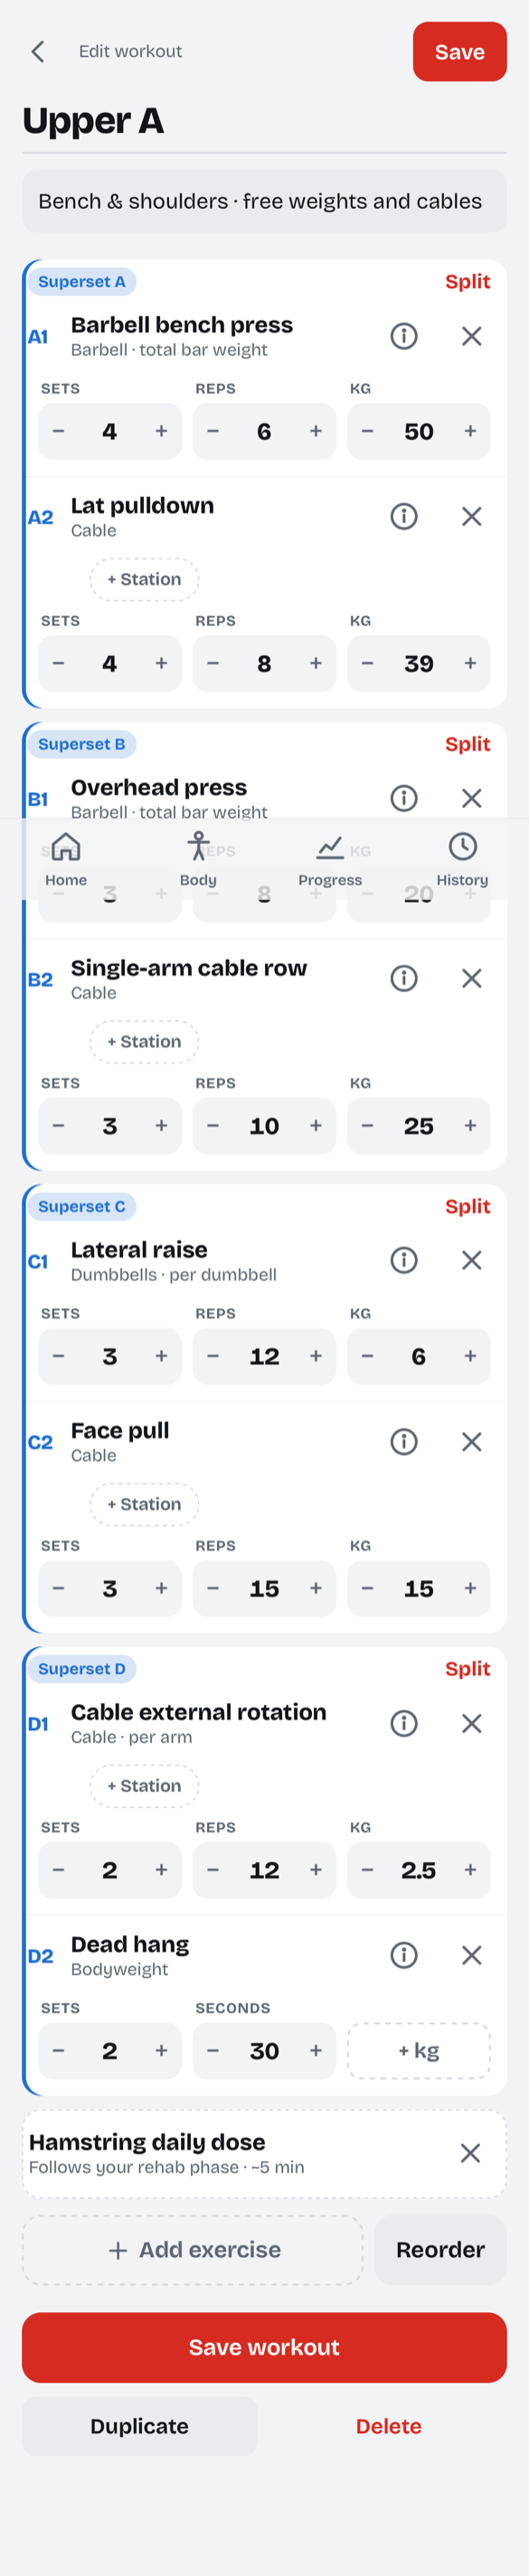 Edit workout
Save
Upper A
Bench & shoulders · free weights and cables
Superset A
Split
A1
Barbell bench press
Barbell · total bar weight
SETS
REPS
KG
− 4 +
− 6 +
− 50 +
A2
Lat pulldown
Cable
+ Station
SETS
REPS
KG
− 4 +
− 8 +
− 39 +
Superset B
Split
B1
Overhead press
Barbell · total bar weight
SETS
REPS
KG
Home
Body
Progress
History
− 3 +
− 8 +
− 20 +
B2
Single-arm cable row
Cable
+ Station
SETS
REPS
KG
− 3 +
− 10 +
− 25 +
Superset C
Split
C1
Lateral raise
Dumbbells · per dumbbell
SETS
REPS
KG
− 3 +
− 12 +
− 6 +
C2
Face pull
Cable
+ Station
SETS
REPS
KG
− 3 +
− 15 +
− 15 +
Superset D
Split
D1
Cable external rotation
Cable · per arm
+ Station
SETS
REPS
KG
− 2 +
− 12 +
− 2.5 +
D2
Dead hang
Bodyweight
SETS
SECONDS
− 2 +
− 30 +
+ kg
Hamstring daily dose
Follows your rehab phase · ~5 min
+ Add exercise
Reorder
Save workout
Duplicate
Delete